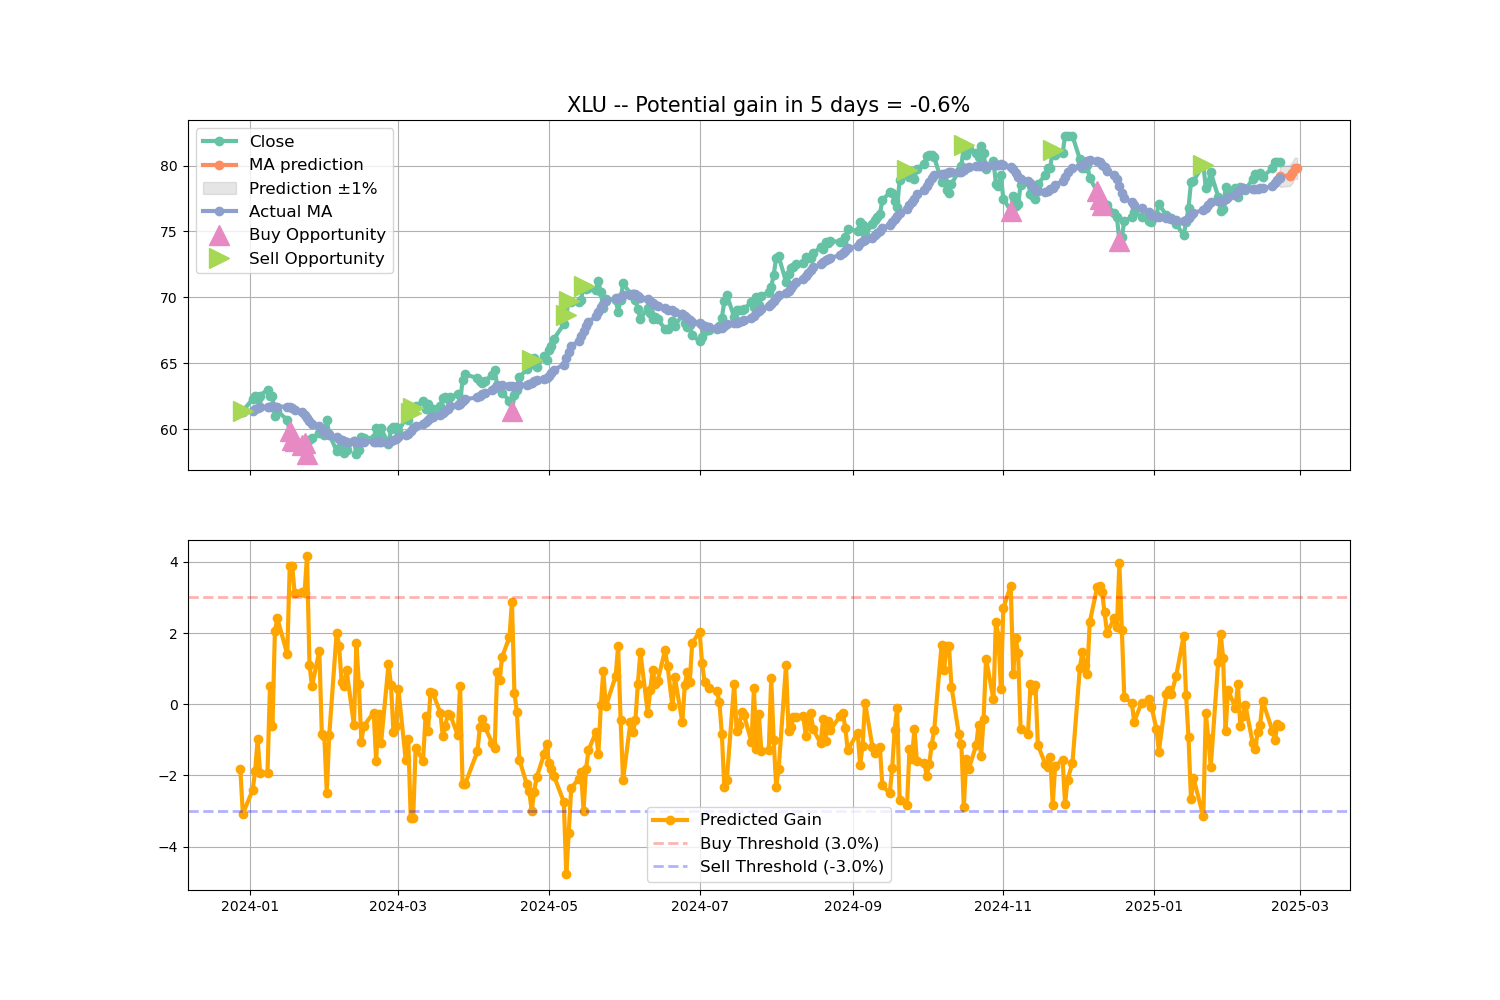 XLU -- Potential gain in 5 days = -0.6%
Close
MA prediction
Prediction ±1%
Actual MA
Buy Opportunity
Sell Opportunity
80
75
70
65
60
4
2
0
−2
−4
Predicted Gain
Buy Threshold (3.0%)
Sell Threshold (-3.0%)
2024-01 2024-03 2024-05 2024-07 2024-09 2024-11 2025-01 2025-03